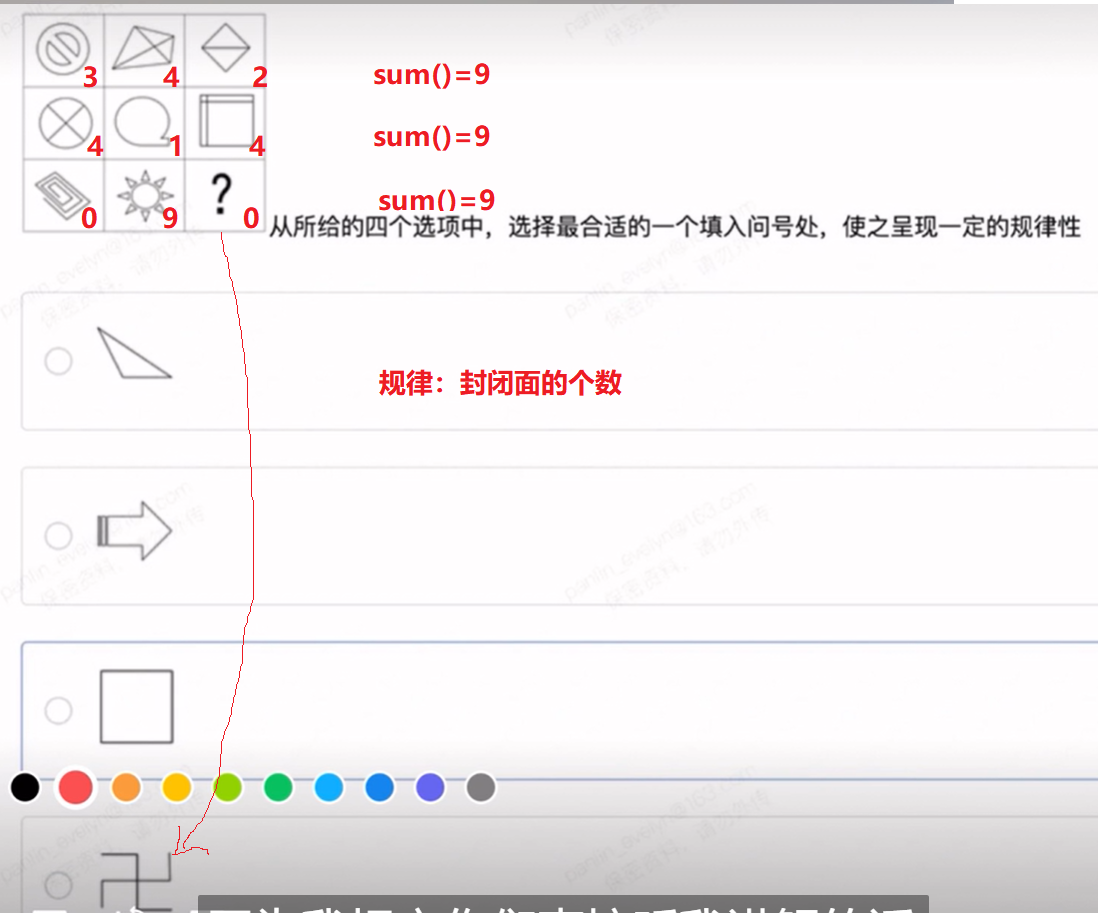 3 4 2 sum()=9
4 1 4 sum()=9
0 9 ? 0 sum()=9
从所给的四个选项中，选择最合适的一个填入问号处，使之呈现一定的规律性
规律：封闭面的个数